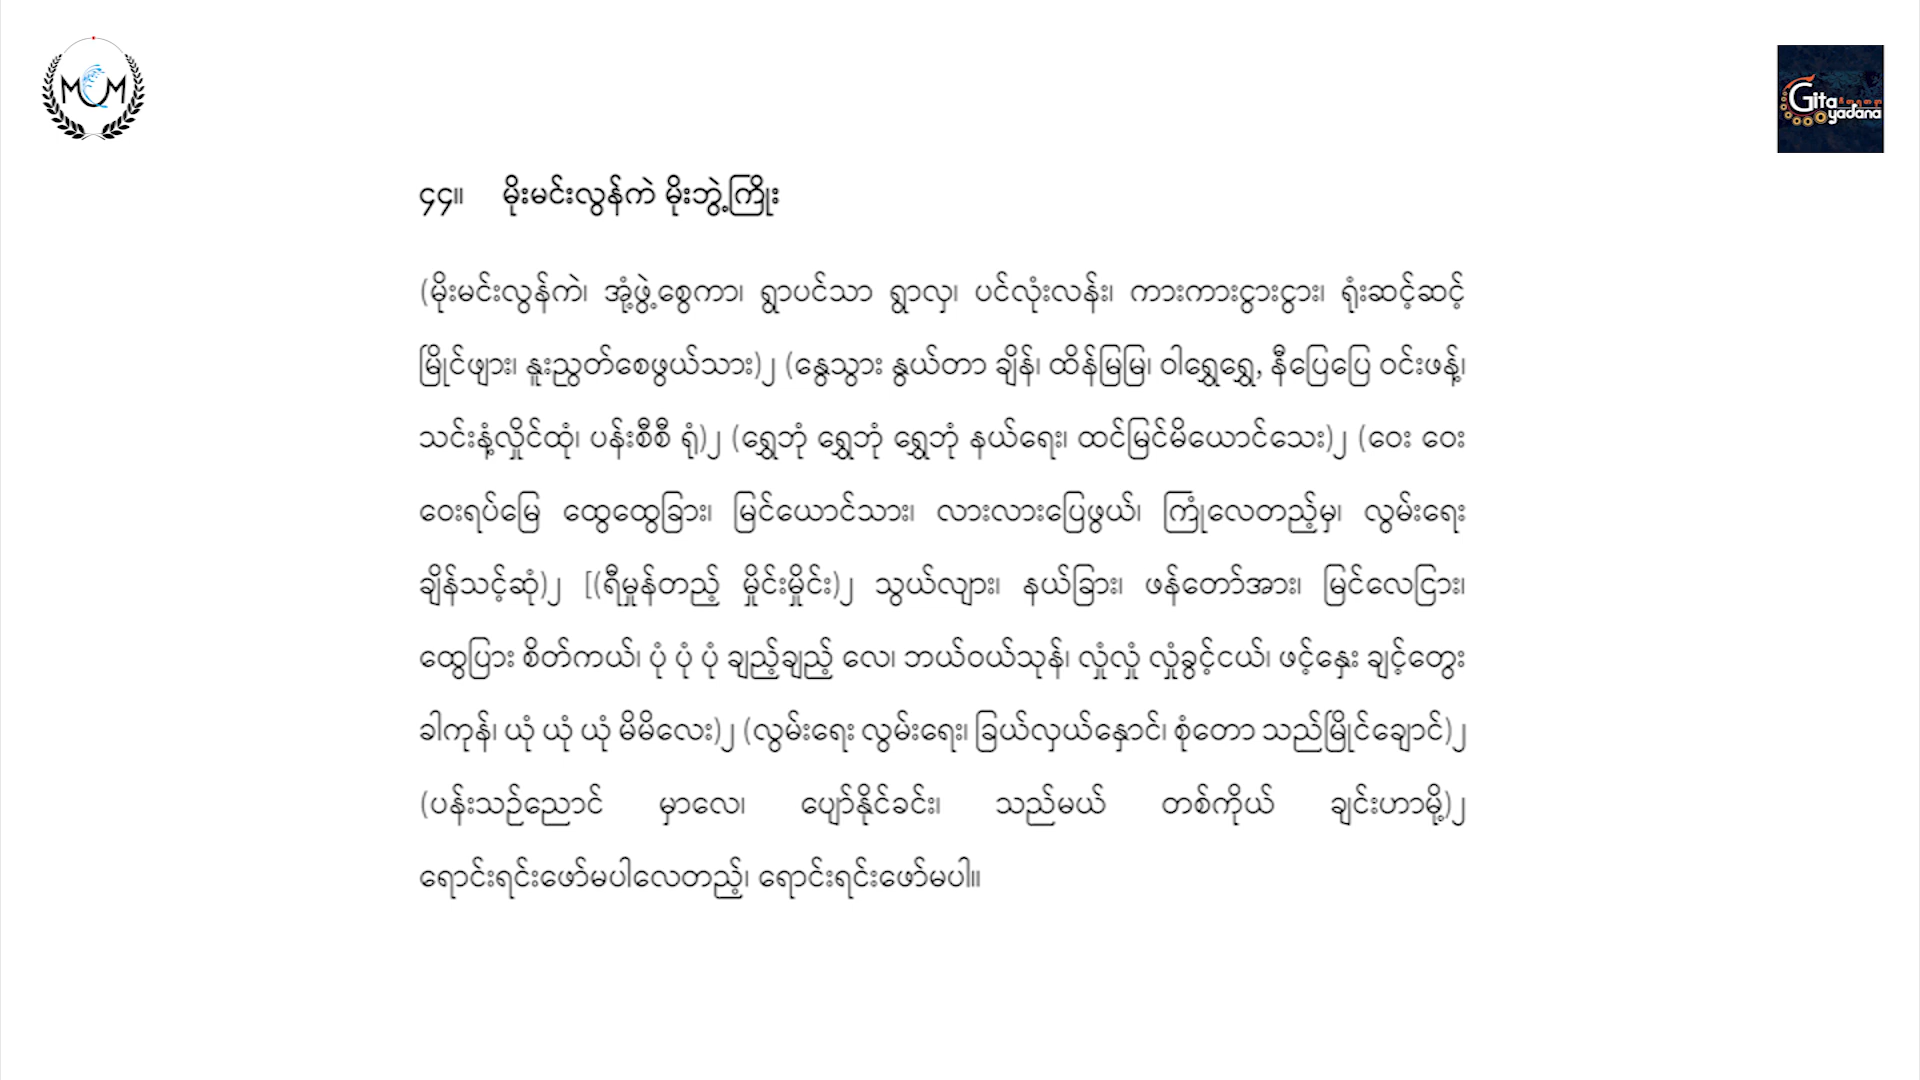 MUM
Gita
ဂီတရတနာ
yadana
၄၄။ မိုးမင်းလွန်ကဲ မိုးဘွဲ့ကြိုး
(မိုးမင်းလွန်ကဲ၊ အုံ့ဖွဲ့စွေကာ၊ ရွာပင်သာ ရွာလှ၊ ပင်လုံးလန်း၊ ကားကားငွားငွား၊ ရုံးဆင့်ဆင့်
မြိုင်ဖျား၊ နူးညွတ်စေဖွယ်သား)၂ (နွေသွား နွယ်တာ ချိန်၊ ထိန်မြမြ၊ ဝါရွှေရွှေ, နီပြေပြေ ဝင်းဖန့်၊
သင်းနံ့လှိုင်ထုံ၊ ပန်းစီစီ ရုံ)၂ (ရွှေဘုံ ရွှေဘုံ ရွှေဘုံ နယ်ရေး၊ ထင်မြင်မိယောင်သေး)၂ (ဝေး ဝေး
ဝေးရပ်မြေ ထွေထွေခြား၊ မြင်ယောင်သား၊ လားလားပြေဖွယ်၊ ကြုံလေတည့်မှ၊ လွမ်းရေး
ချိန်သင့်ဆုံ)၂ [(ရီမှုန်တည့် မှိုင်းမှိုင်း)၂ သွယ်လျား၊ နယ်ခြား၊ ဖန်တော်အား၊ မြင်လေငြား၊
ထွေပြား စိတ်ကယ်၊ ပုံ ပုံ ပုံ ချည့်ချည့် လေ၊ ဘယ်ဝယ်သုန်၊ လှုံလှုံ လှုံခွင့်ငယ်၊ ဖင့်နှေး ချင့်တွေး
ခါကုန်၊ ယုံ ယုံ ယုံ မိမိလေး)၂ (လွမ်းရေး လွမ်းရေး၊ ခြယ်လှယ်နှောင်၊ စုံတော သည်မြိုင်ချောင်)၂
(ပန်းသဉ်ညောင် မှာလေ၊ ပျော်နိုင်ခင်း၊ သည်မယ် တစ်ကိုယ် ချင်းဟာမို့)၂
ရောင်းရင်းဖော်မပါလေတည့်၊ ရောင်းရင်းဖော်မပါ။